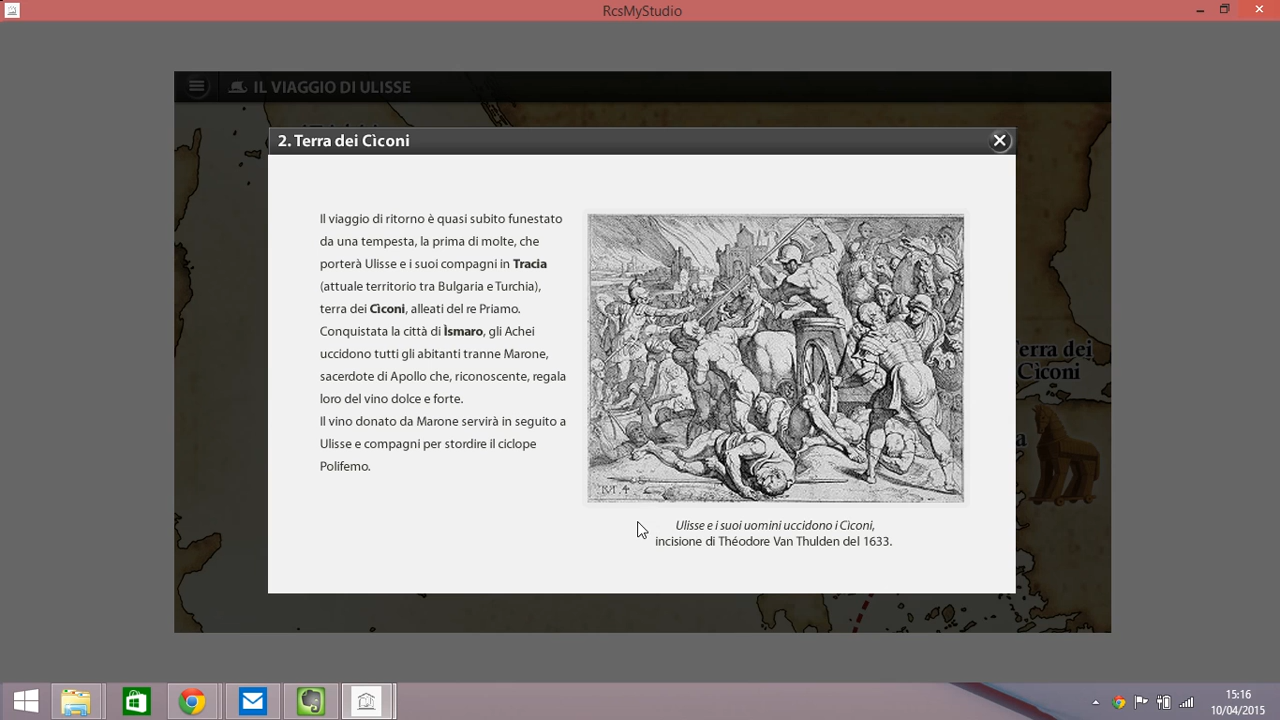 RcsMyStudio
IL VIAGGIO DI ULISSE
2. Terra dei Cìconi
Il viaggio di ritorno è quasi subito funestato
da una tempesta, la prima di molte, che
porterà Ulisse e i suoi compagni in Tracia
(attuale territorio tra Bulgaria e Turchia),
terra dei Cìconi, alleati del re Priamo.
Conquistata la città di Ìsmaro, gli Achei
uccidono tutti gli abitanti tranne Marone,
sacerdote di Apollo che, riconoscente, regala
loro del vino dolce e forte.
Il vino donato da Marone servirà in seguito a
Ulisse e compagni per stordire il ciclope
Polifemo.
Ulisse e i suoi uomini uccidono i Cìconi,
incisione di Théodore Van Thulden del 1633.
Terra dei
Cìconi
15:16
10/04/2015